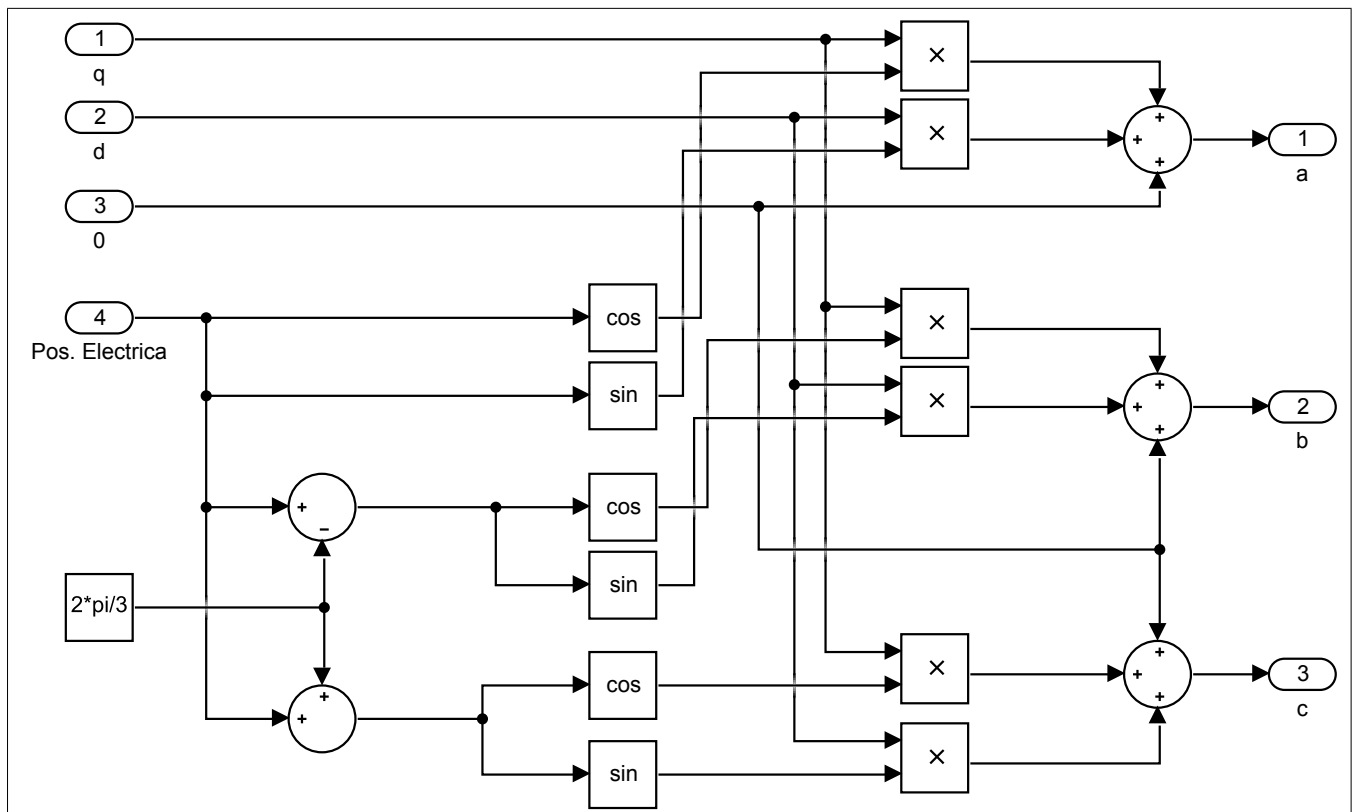 1
q
×
2
d
×
+
+
+
1
a
3
0
4
Pos. Electrica
cos
sin
×
×
+
+
+
2
b
+
−
cos
sin
2*pi/3
+
+
cos
sin
×
×
+
+
+
3
c